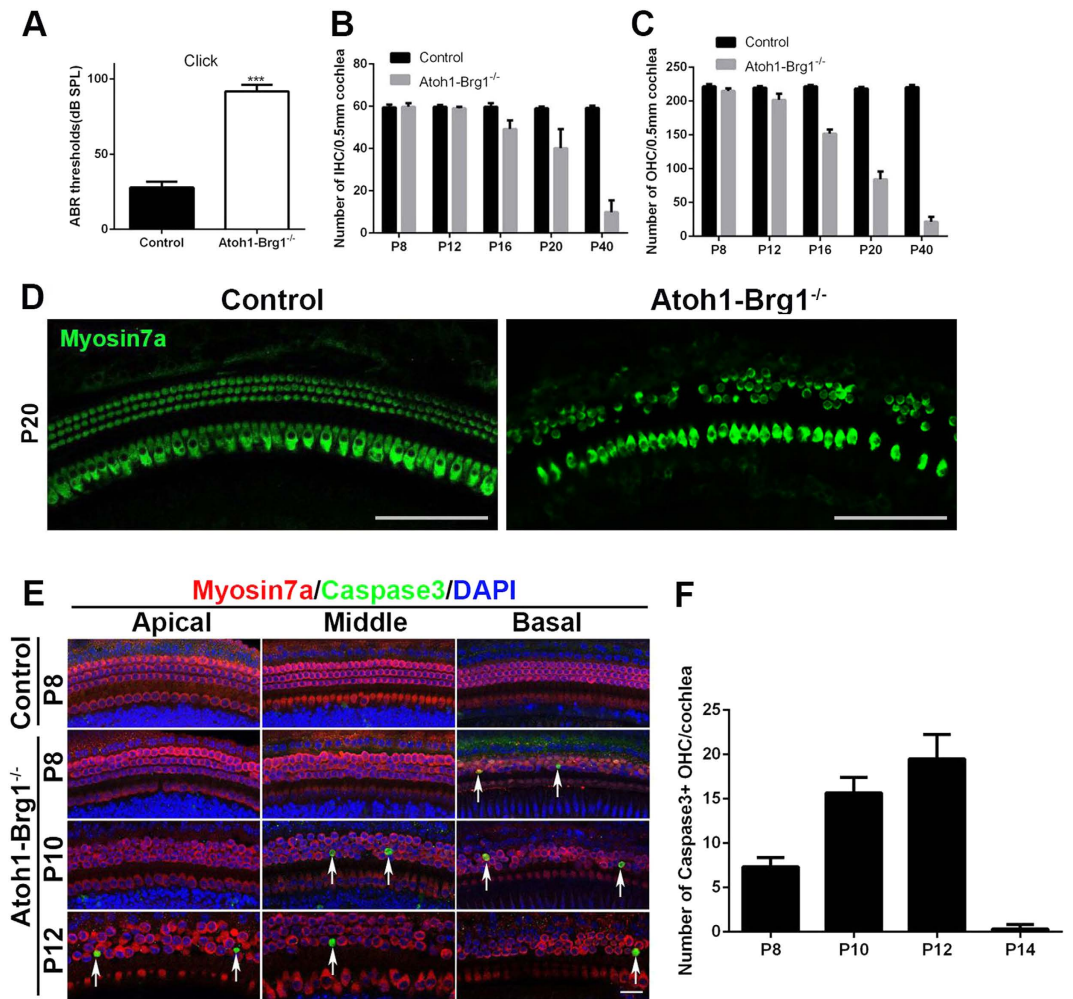 A
Click
ABR thresholds(dB SPL)
100
50
0
***
Control
Atoh1-Brg1-/-
B
Control
Atoh1-Brg1-/-
Number of IHC/0.5mm cochlea
80
60
40
20
0
P8 P12 P16 P20 P40
C
Control
Atoh1-Brg1-/-
Number of OHC/0.5mm cochlea
250
200
150
100
50
0
P8 P12 P16 P20 P40
D
Control
Atoh1-Brg1-/-
Myosin7a
P20
E
Myosin7a/Caspase3/DAPI
Apical Middle Basal
Control
P8
Atoh1-Brg1-/-
P8
P10
P12
F
Number of Caspase3+ OHC/cochlea
25
20
15
10
5
0
P8 P10 P12 P14